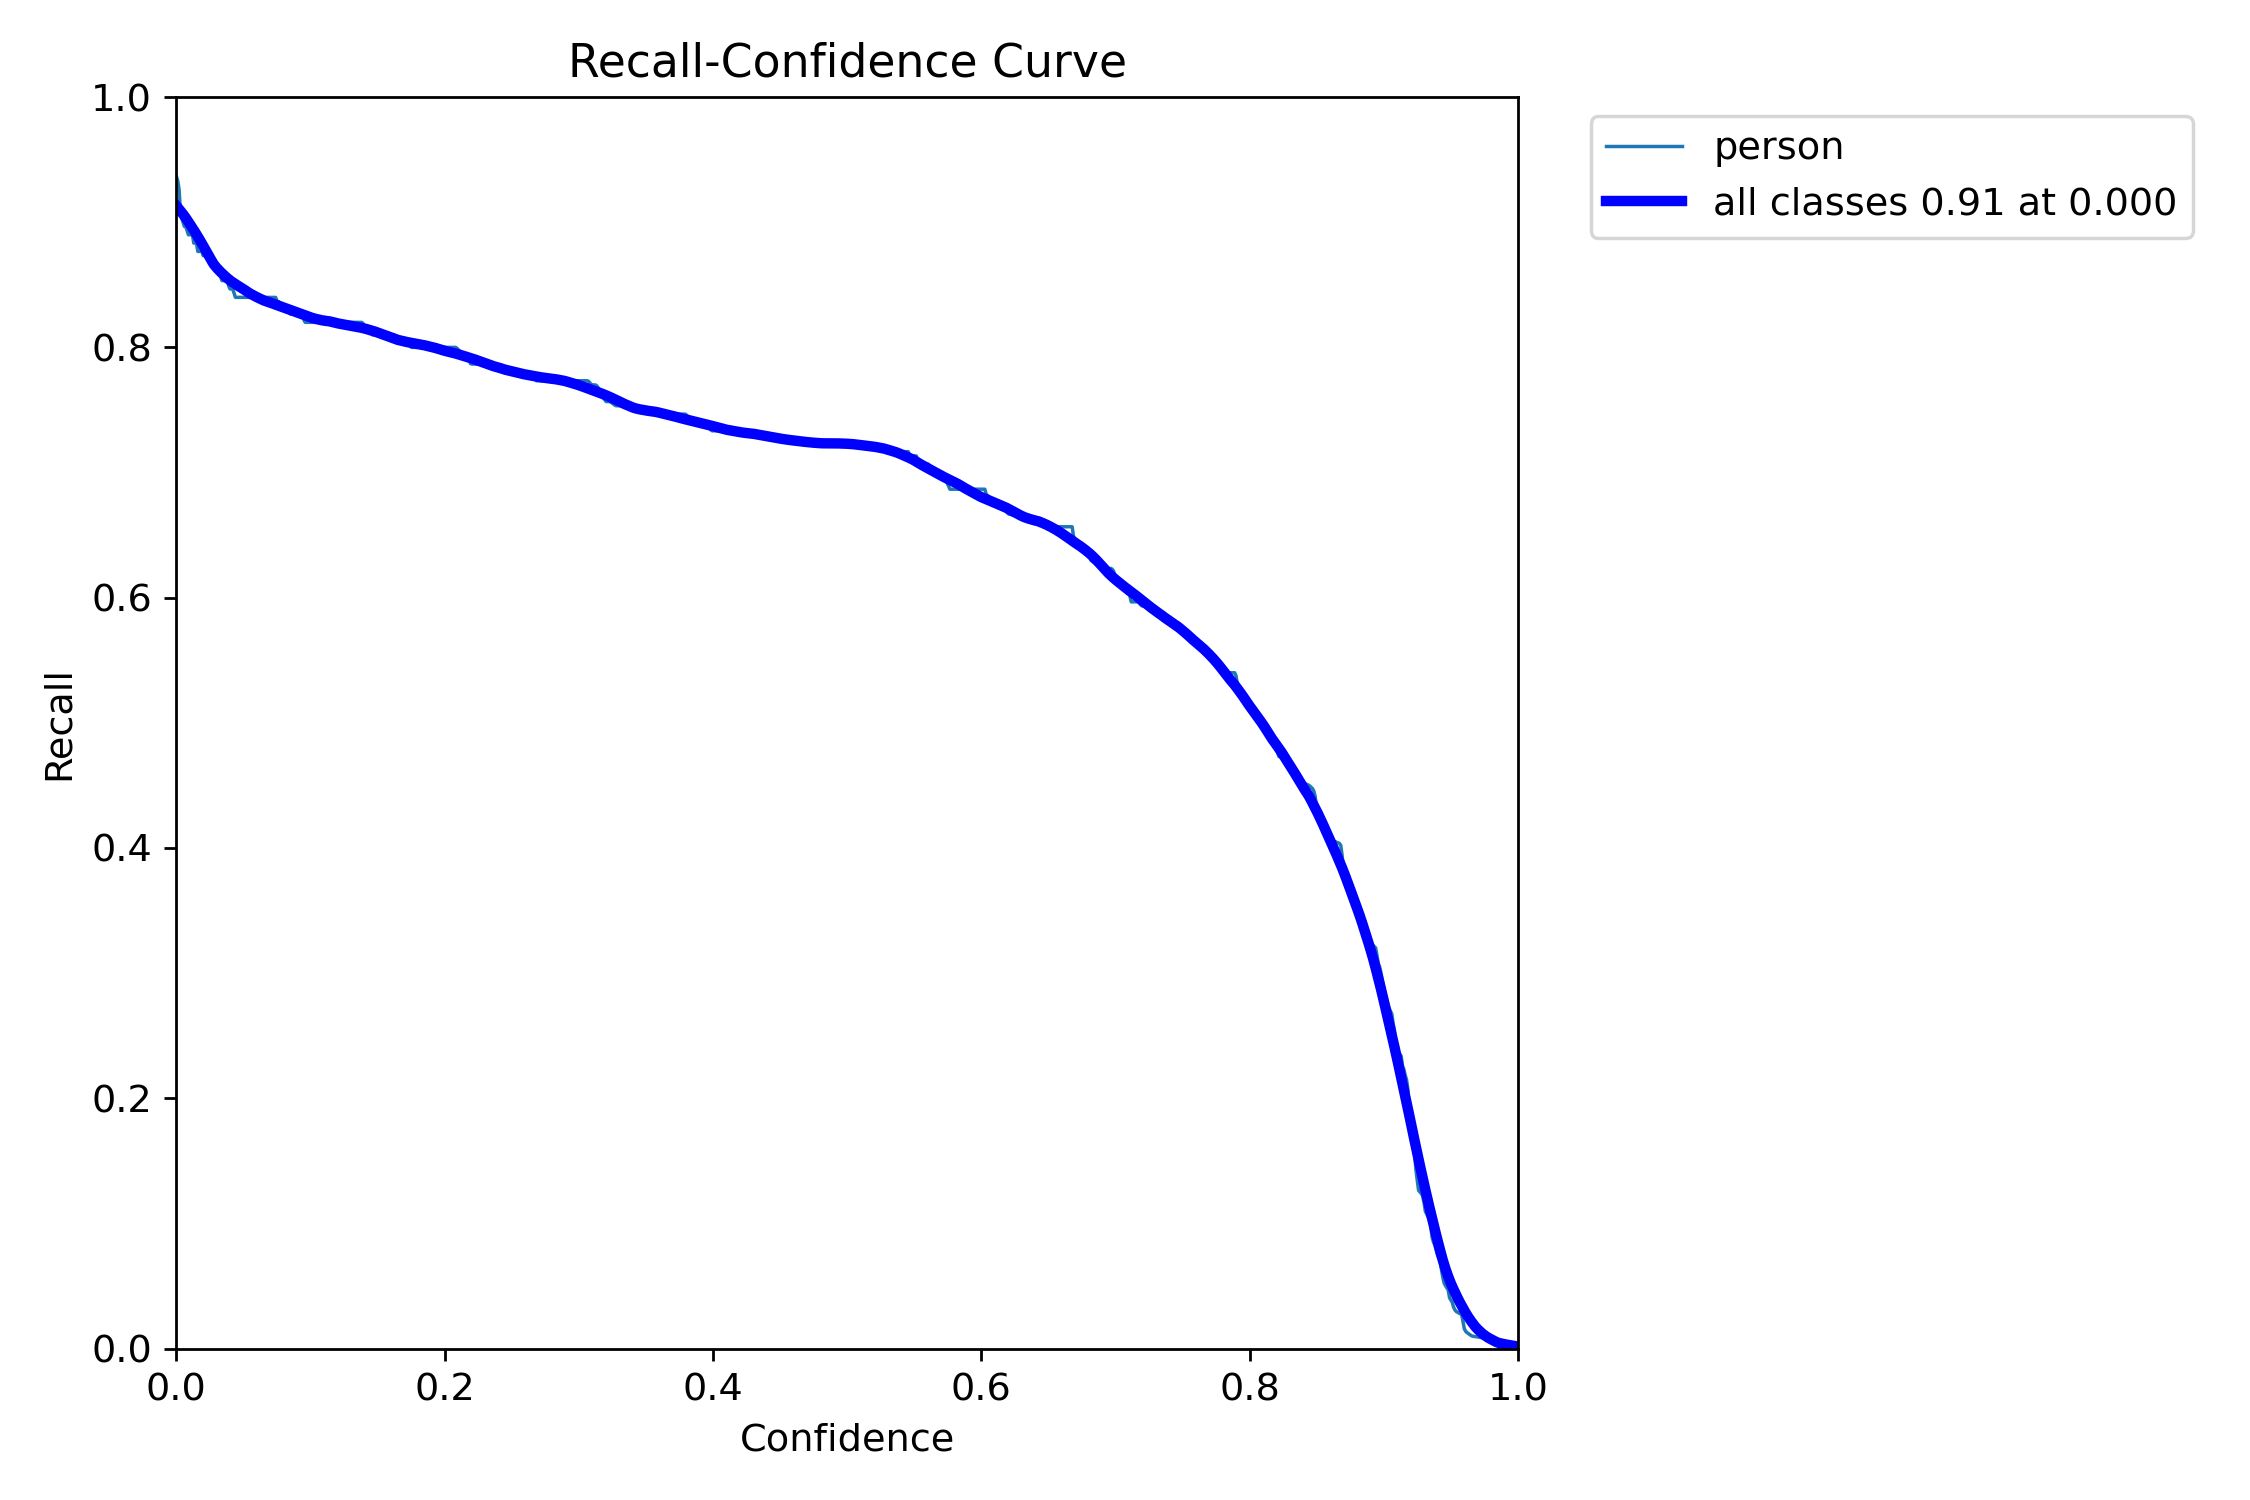 Recall-Confidence Curve
person
all classes 0.91 at 0.000
1.0
0.8
0.6
0.4
0.2
0.0
Recall
0.0 0.2 0.4 0.6 0.8 1.0
Confidence